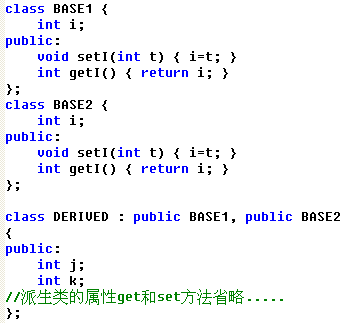 class BASE1 {
    int i;
public:
    void setI(int t) { i=t; }
    int getI() { return i; }
};
class BASE2 {
    int i;
public:
    void setI(int t) { i=t; }
    int getI() { return i; }
};

class DERIVED : public BASE1, public BASE2
{
public:
    int j;
    int k;
//派生类的属性get和set方法省略.....
};